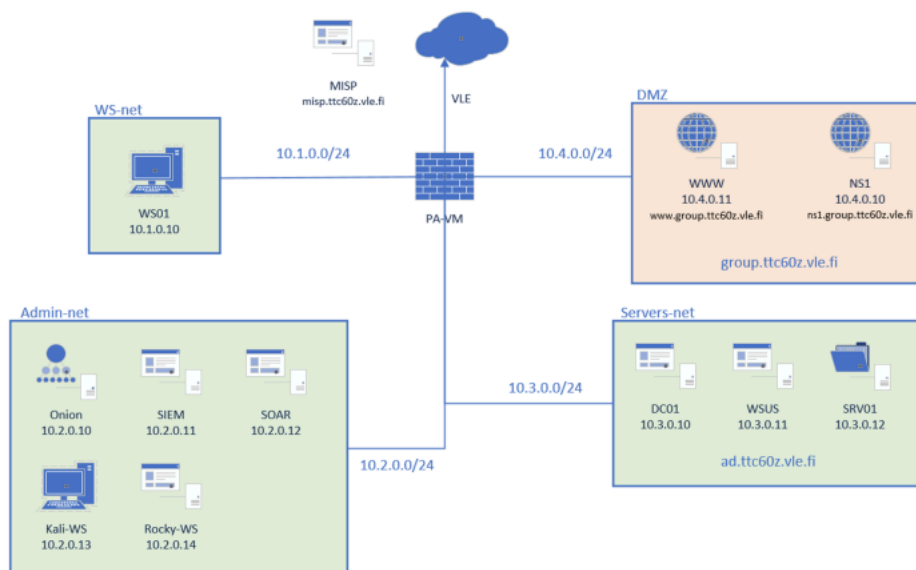 MISP
misp.ttc60z.vle.fi
VLE
WS-net
10.1.0.0/24
WS01
10.1.0.10
PA-VM
10.4.0.0/24
DMZ
WWW
10.4.0.11
www.group.ttc60z.vle.fi
NS1
10.4.0.10
ns1.group.ttc60z.vle.fi
group.ttc60z.vle.fi
Admin-net
Onion
10.2.0.10
SIEM
10.2.0.11
SOAR
10.2.0.12
Kali-WS
10.2.0.13
Rocky-WS
10.2.0.14
10.2.0.0/24
10.3.0.0/24
Servers-net
DC01
10.3.0.10
WSUS
10.3.0.11
SRV01
10.3.0.12
ad.ttc60z.vle.fi